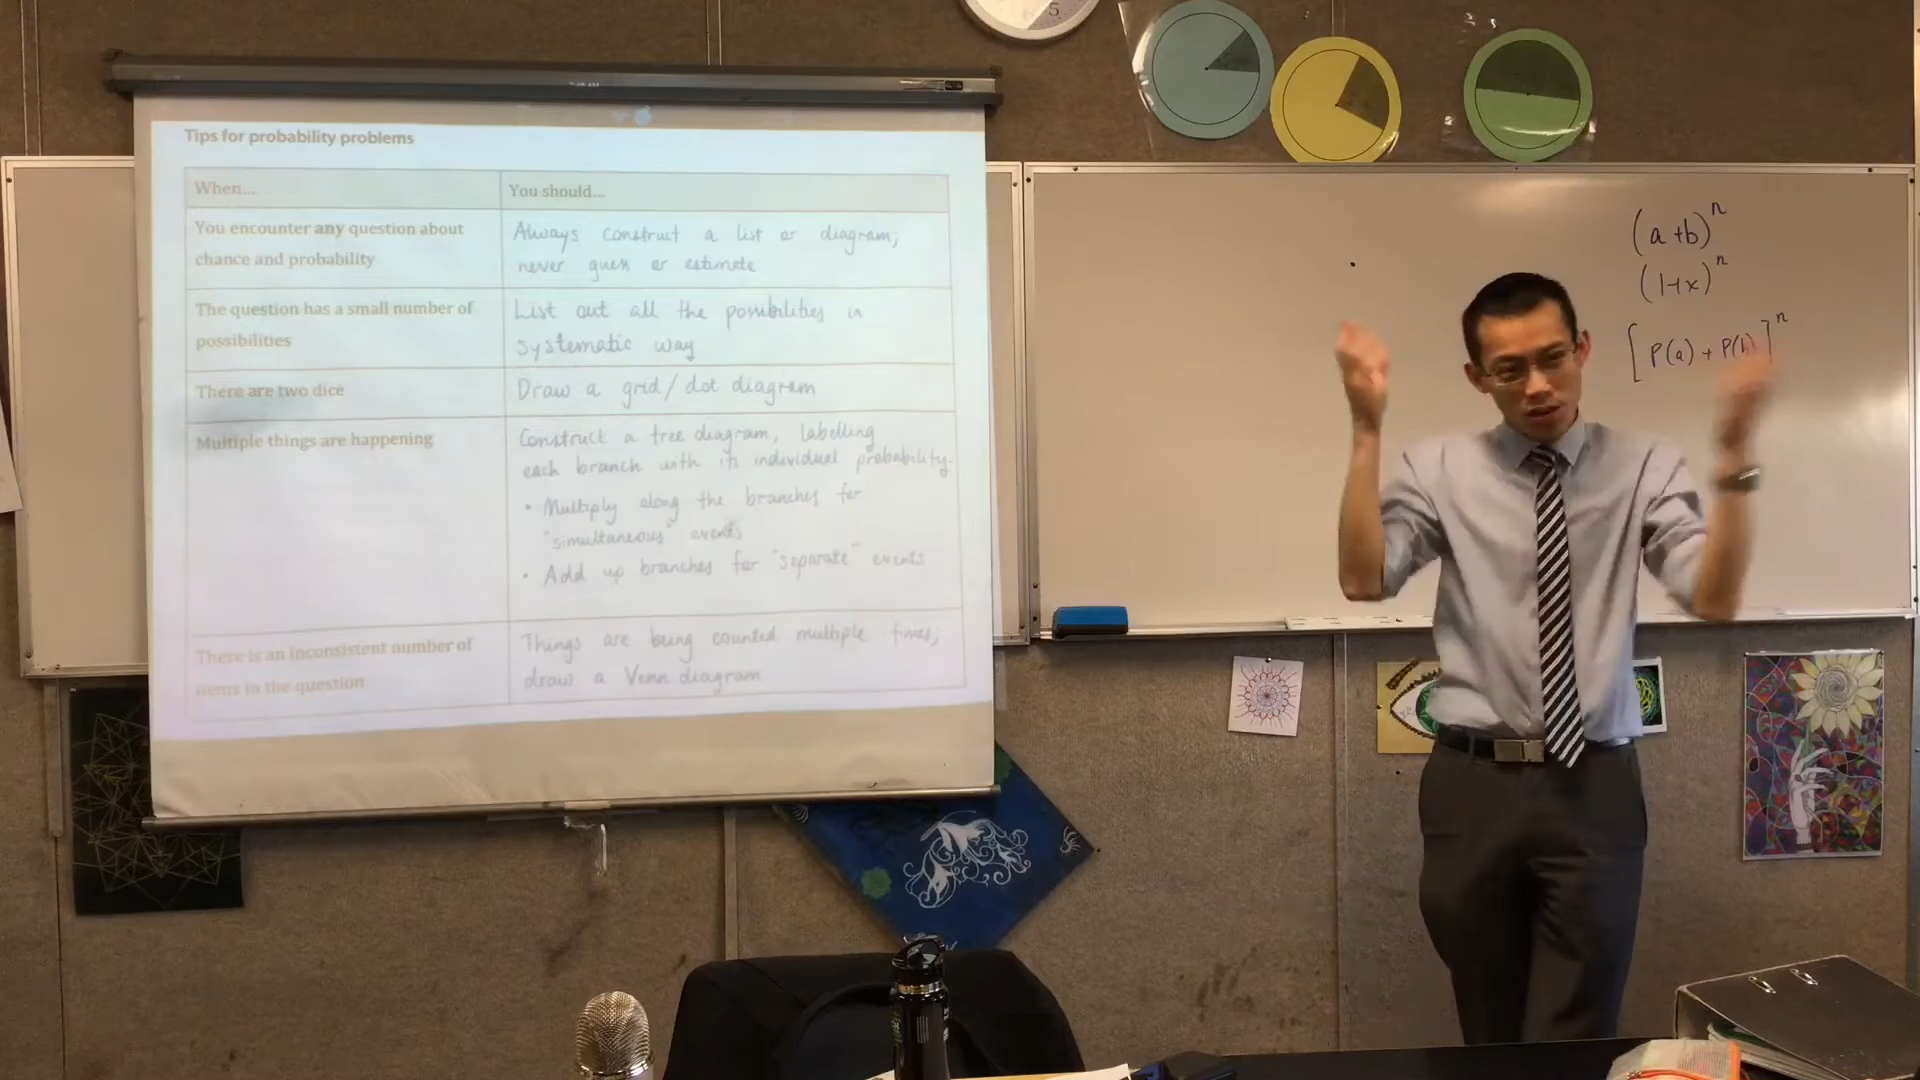 5
Tips for probability problems
When...
You should...
You encounter any question about
chance and probability
Always construct a list or diagram;
never guess or estimate
The question has a small number of
possibilities
List out all the possibilities in
systematic way
There are two dice
Draw a grid/dot diagram
Multiple things are happening
Construct a tree diagram, labelling
each branch with its individual probability.
• Multiply along the branches for
"simultaneous" events
• Add up branches for "separate" events
There is an inconsistent number of
items in the question
Things are being counted multiple times;
draw a Venn diagram
(a+b)ⁿ
(1+x)ⁿ
[P(a) + P(b)]ⁿ